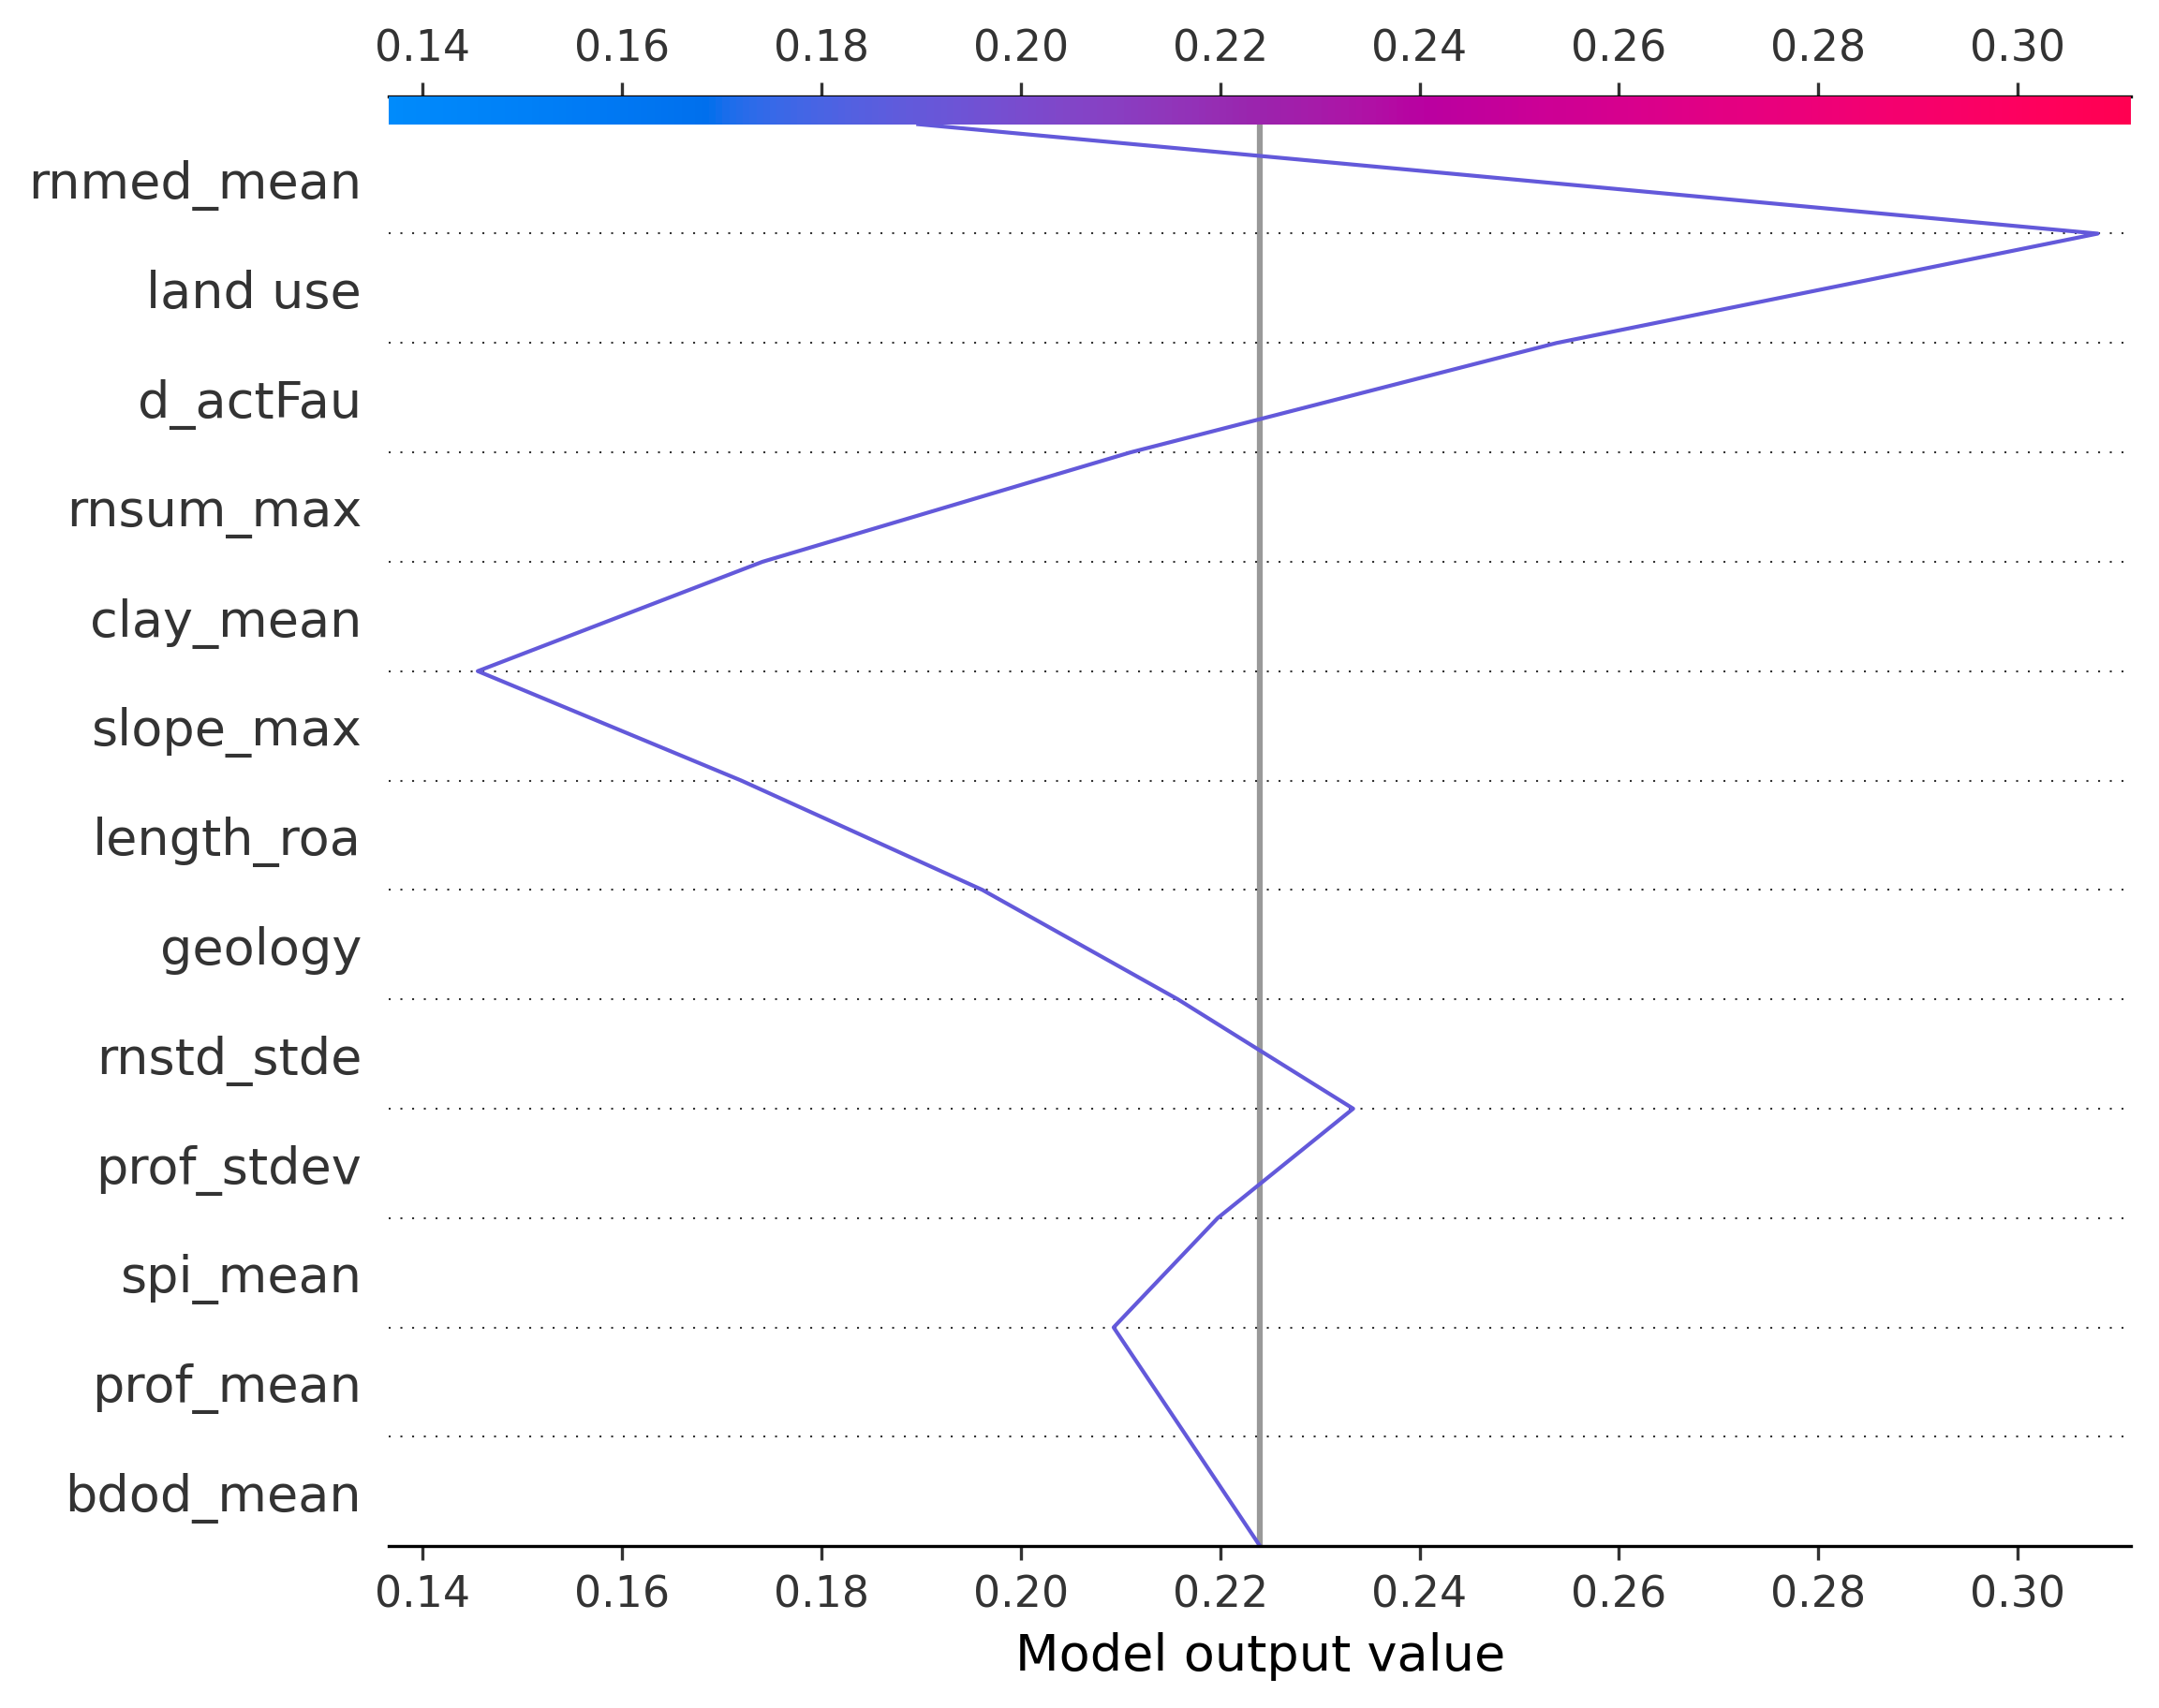 0.14 0.16 0.18 0.20 0.22 0.24 0.26 0.28 0.30
rnmed_mean
land use
d_actFau
rnsum_max
clay_mean
slope_max
length_roa
geology
rnstd_stde
prof_stdev
spi_mean
prof_mean
bdod_mean
0.14 0.16 0.18 0.20 0.22 0.24 0.26 0.28 0.30
Model output value